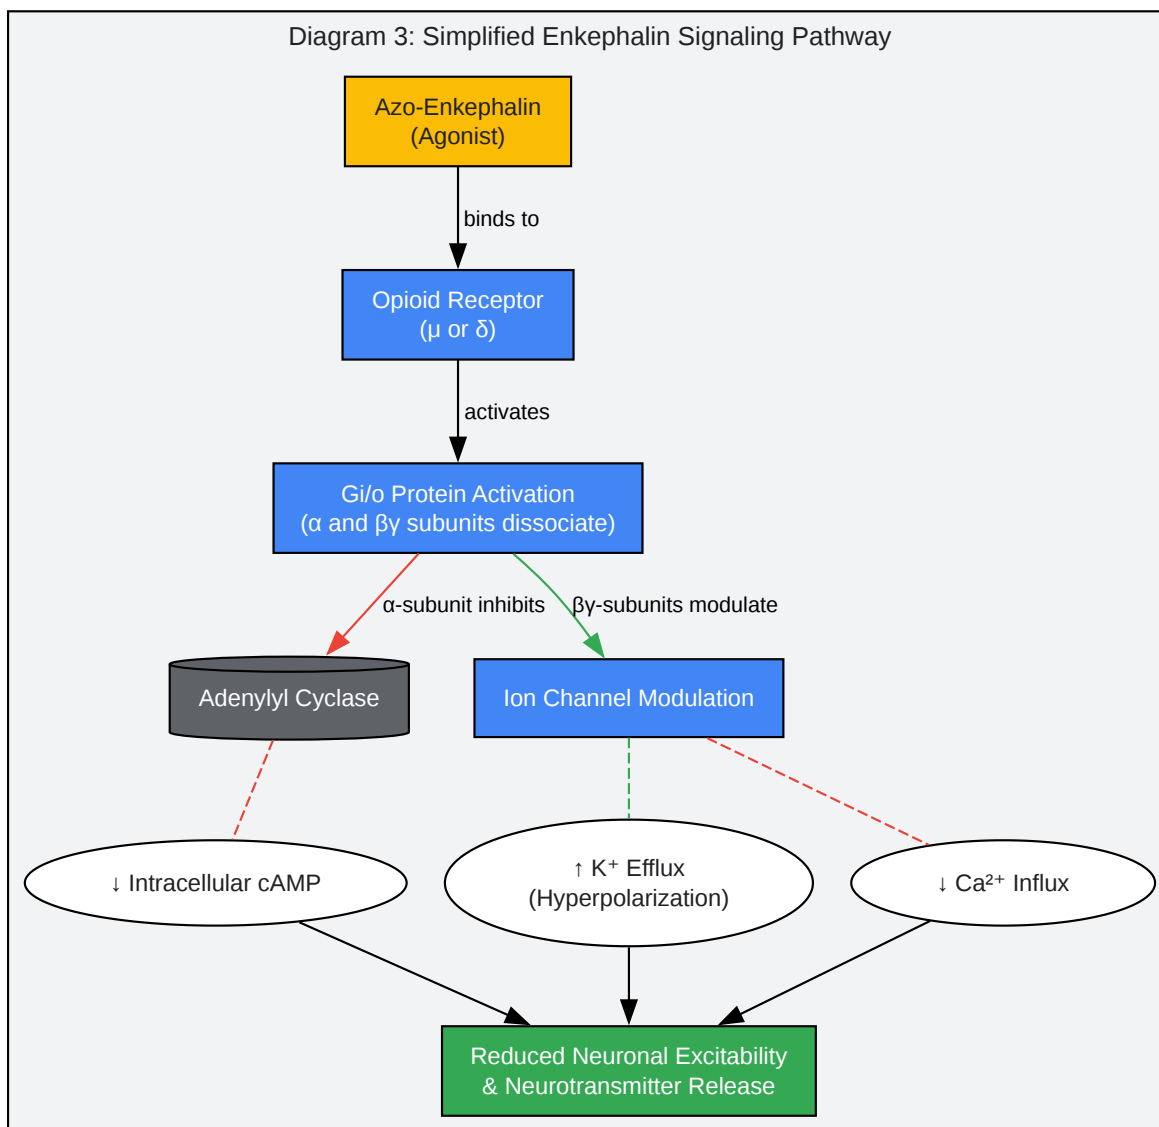 Diagram 3: Simplified Enkephalin Signaling Pathway
Azo-Enkephalin
(Agonist)
binds to
Opioid Receptor
(μ or δ)
activates
Gi/o Protein Activation
(α and βγ subunits dissociate)
α-subunit inhibits
βγ-subunits modulate
Adenylyl Cyclase
Ion Channel Modulation
↓ Intracellular cAMP
↑ K⁺ Efflux
(Hyperpolarization)
↓ Ca²⁺ Influx
Reduced Neuronal Excitability
& Neurotransmitter Release